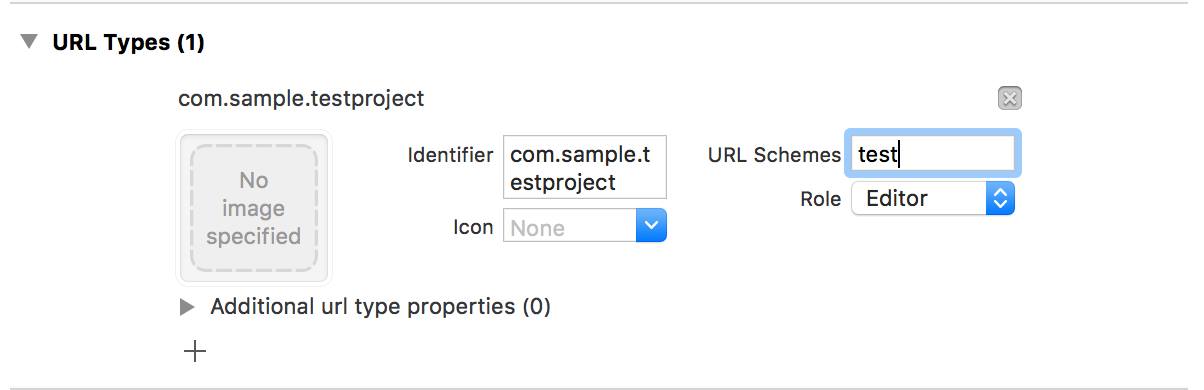 URL Types (1)
com.sample.testproject
No
image
specified
Identifier
com.sample.t
estproject
Icon
None
URL Schemes
test
Role
Editor
Additional url type properties (0)